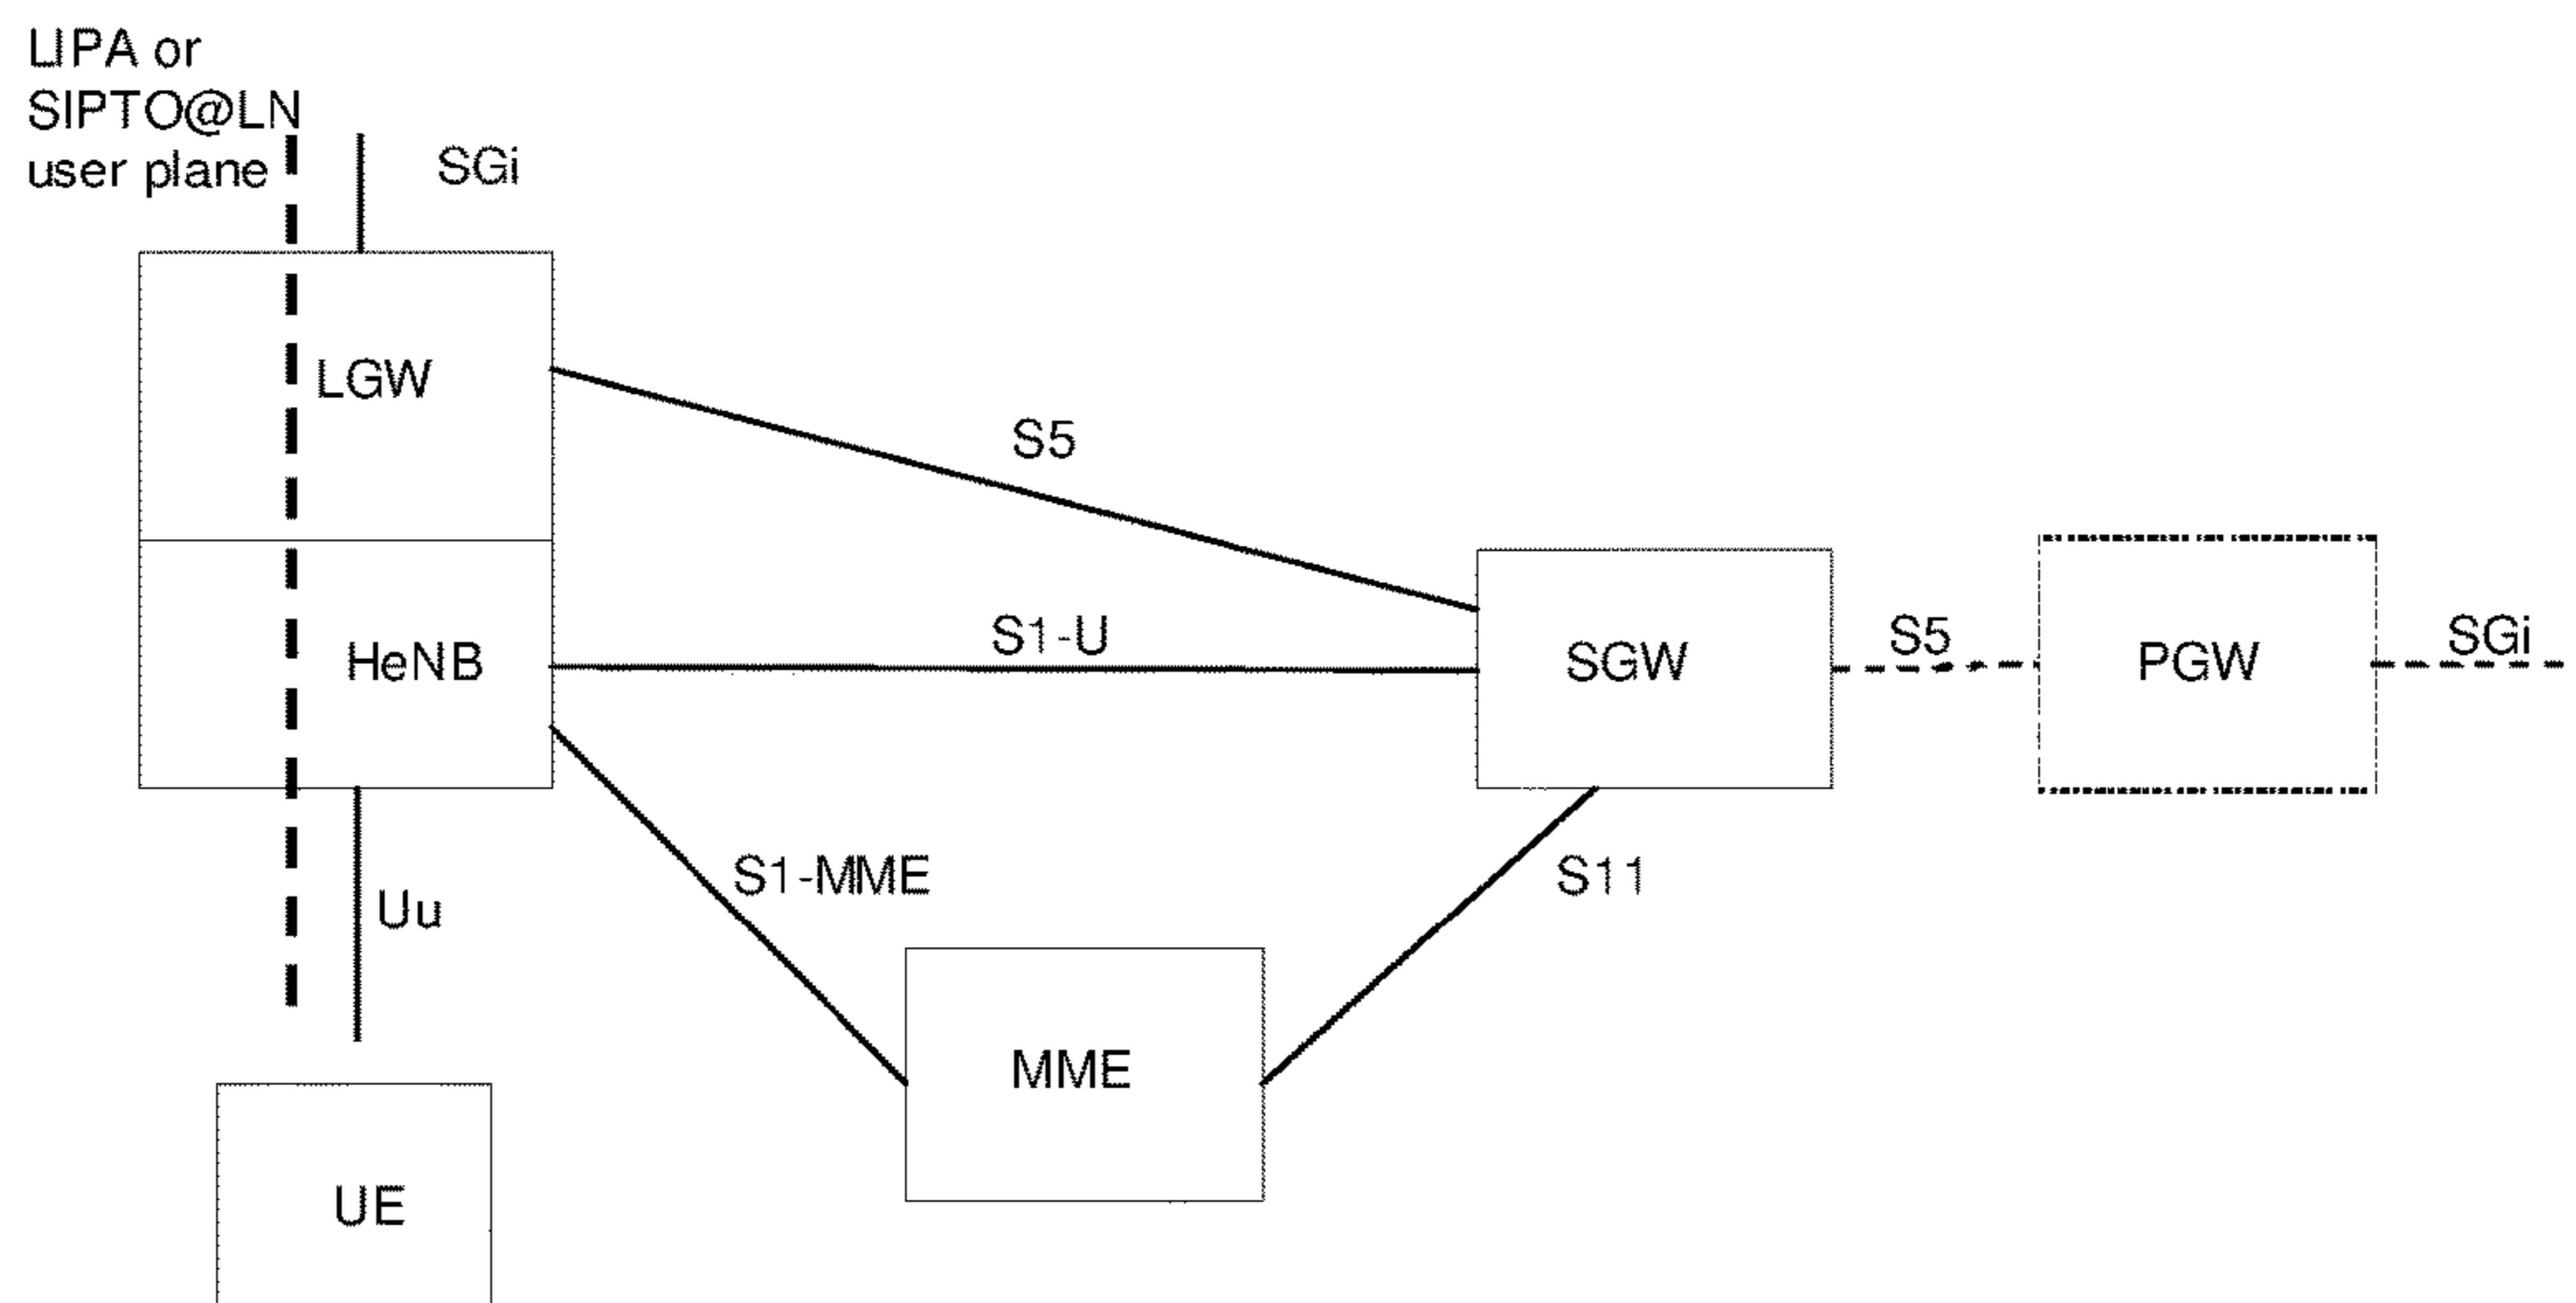 LIPA or
SIPTO@LN
user plane
SGi
LGW
S5
S1-U
HeNB
SGW
S5
PGW
SGi
S1-MME
S11
Uu
MME
UE